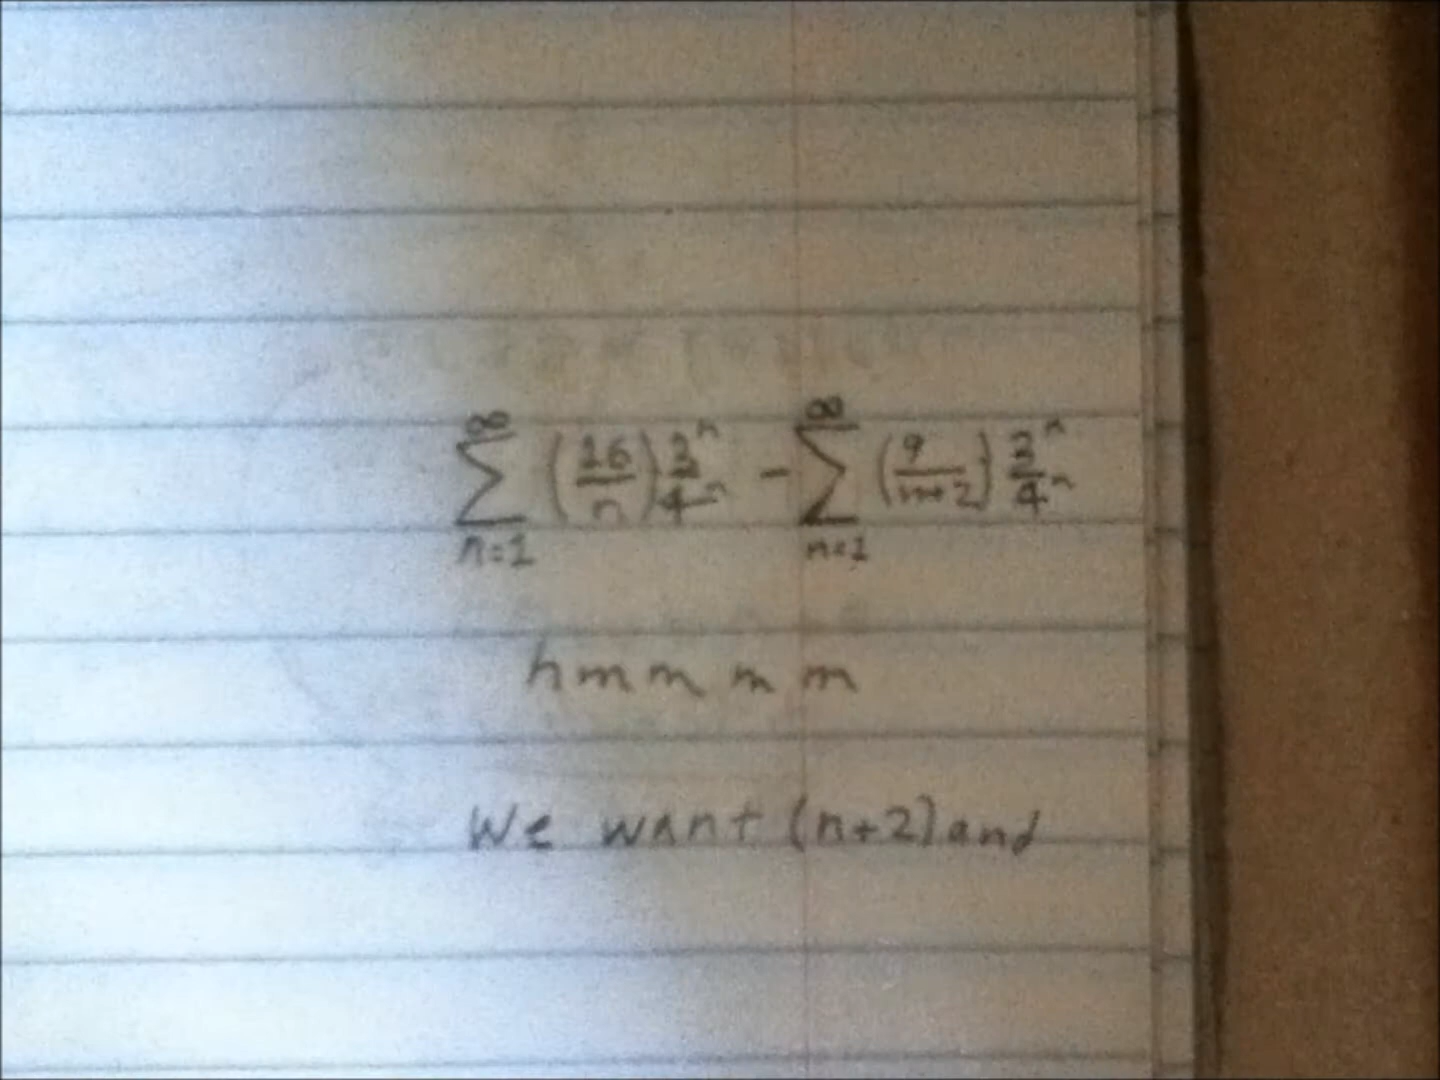 ∞ ∞
∑ (16/n) 3^n/4^n - ∑ (9/n+2) 3^n/4^n
n=1 n=1
hmmmm
We want (n+2) and